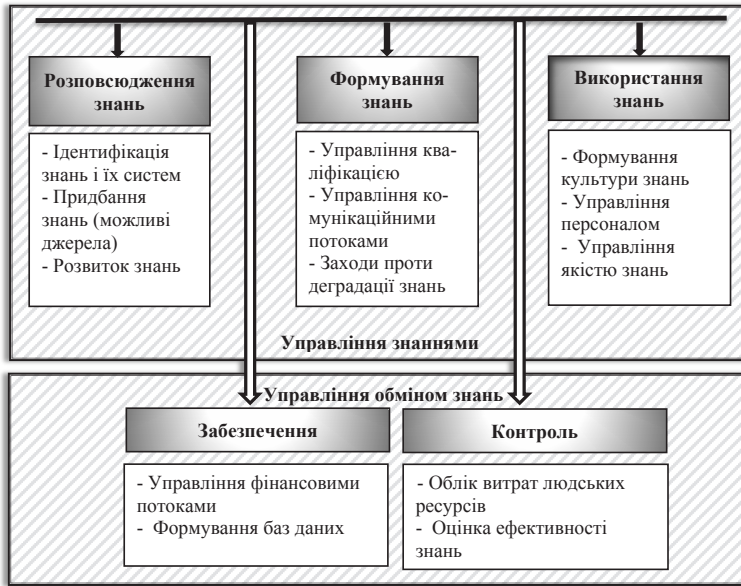 Розповсюдження
знань
- Ідентифікація
знань і їх систем
- Придбання
знань (можливі
джерела)
- Розвиток знань
Формування
знань
- Управління ква-
ліфікацією
- Управління ко-
мунікаційними
потоками
- Заходи проти
деградації знань
Використання
знань
- Формування
культури знань
- Управління
персоналом
- Управління
якістю знань
Управління знаннями
Управління обміном знань
Забезпечення
- Управління фінансовими
потоками
- Формування баз даних
Контроль
- Облік витрат людських
ресурсів
- Оцінка ефективності
знань